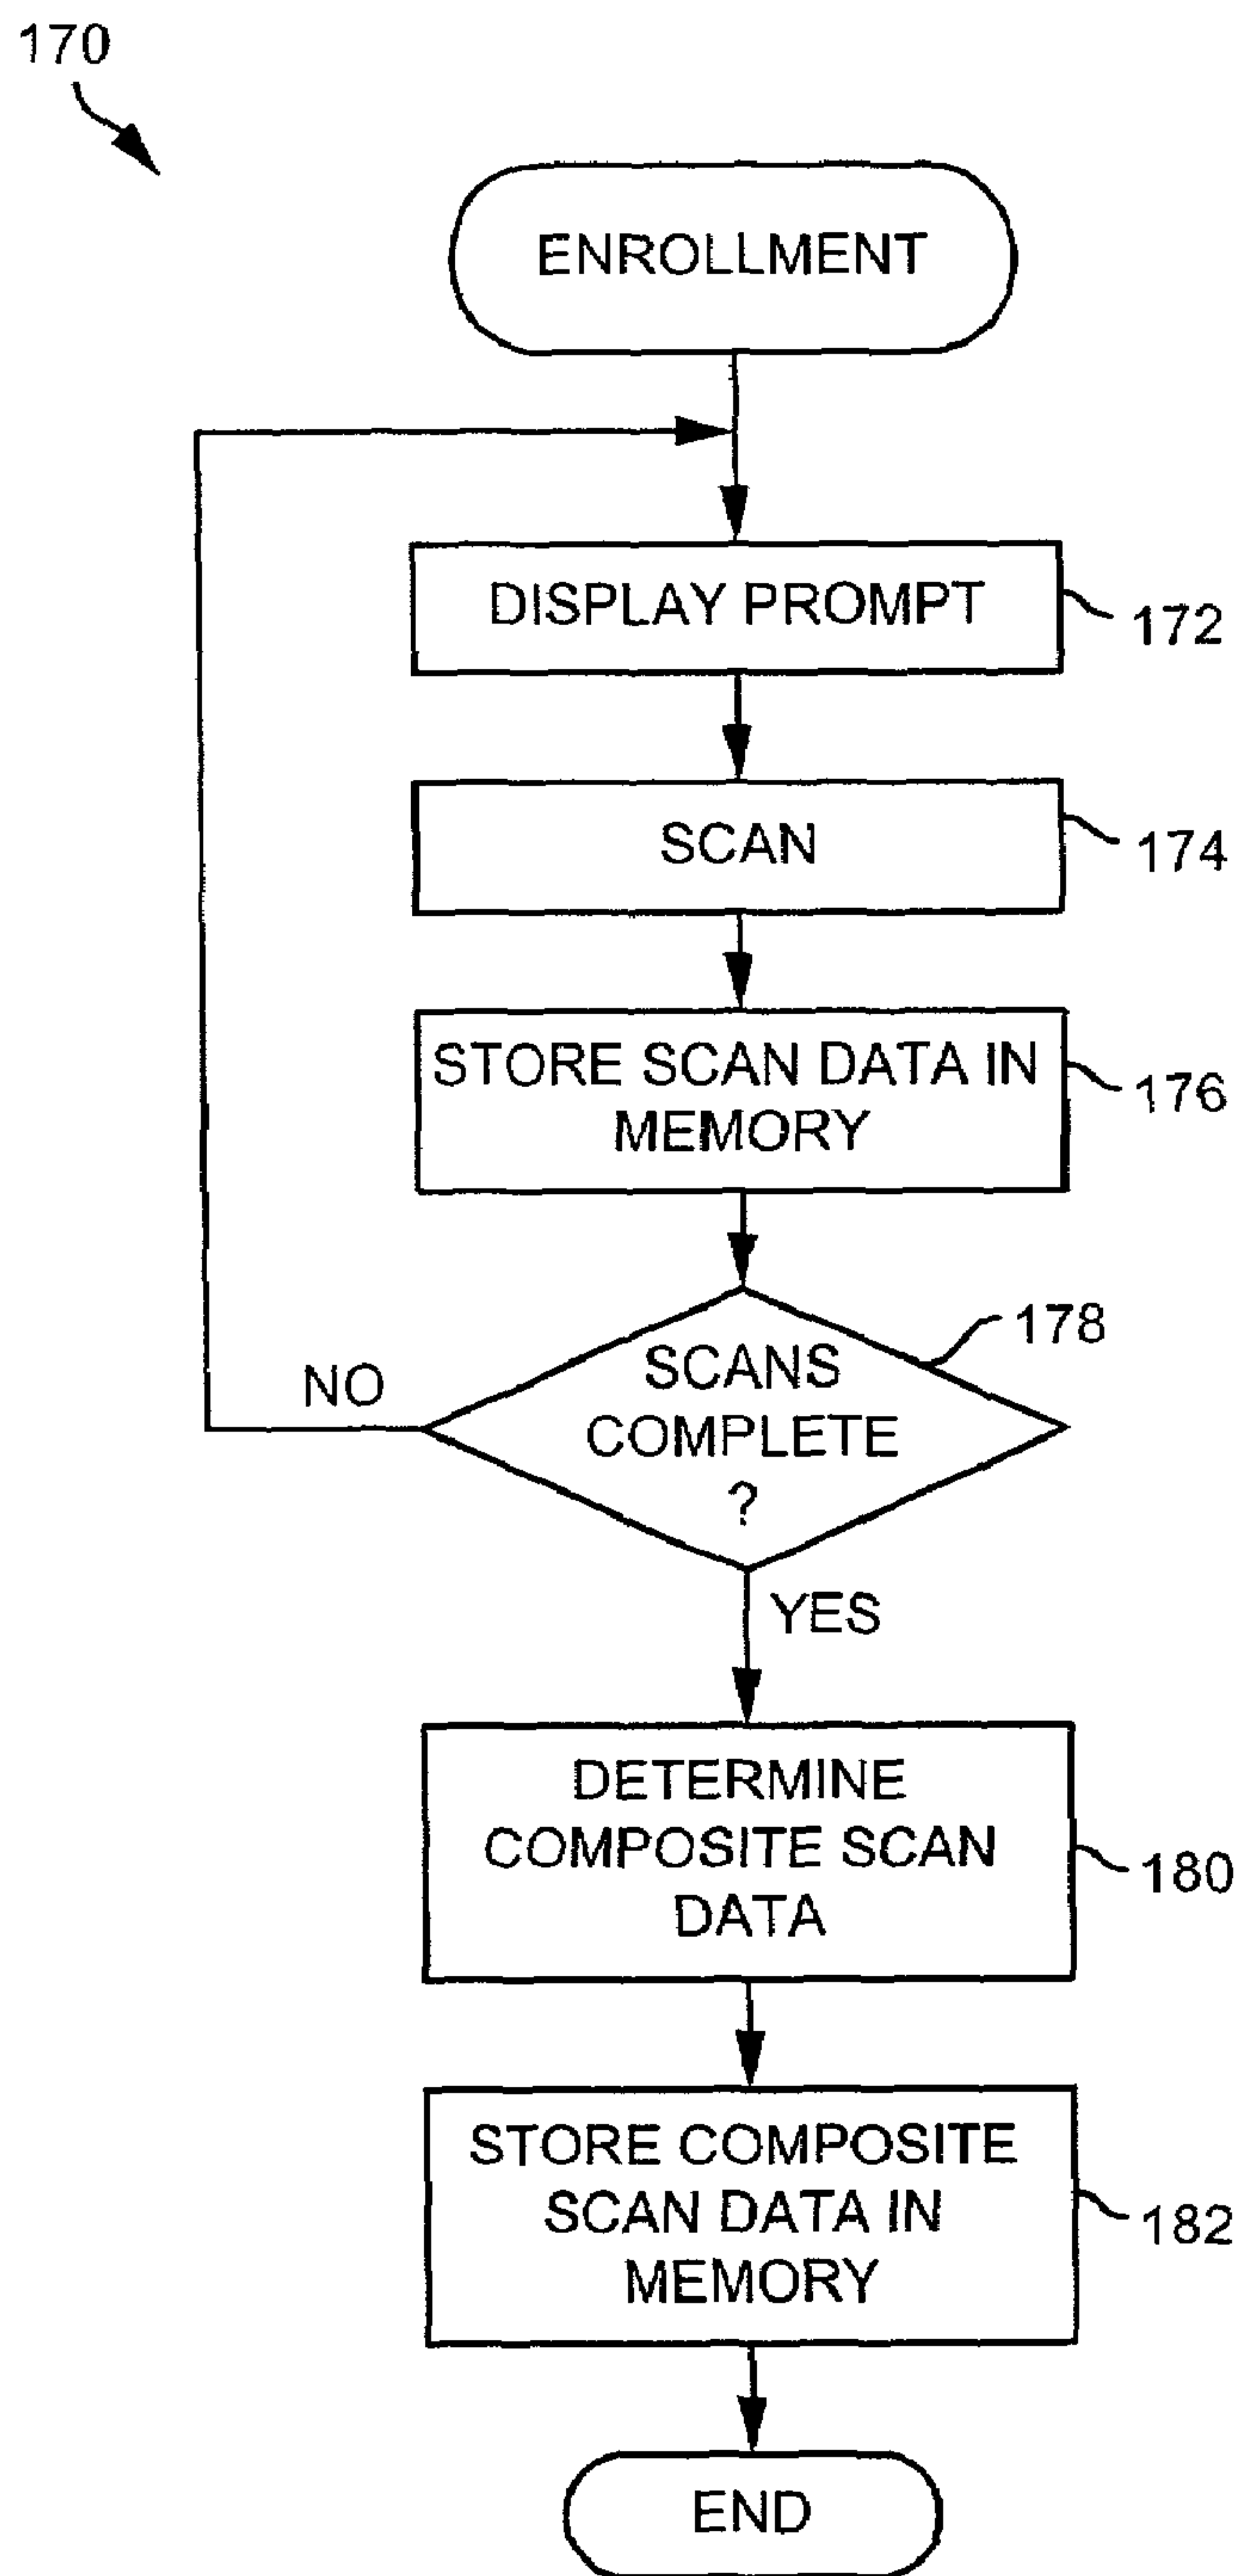 170
ENROLLMENT
DISPLAY PROMPT
172
SCAN
174
STORE SCAN DATA IN
MEMORY
176
178
SCANS
COMPLETE
?
NO
YES
DETERMINE
COMPOSITE SCAN
DATA
180
STORE COMPOSITE
SCAN DATA IN
MEMORY
182
END